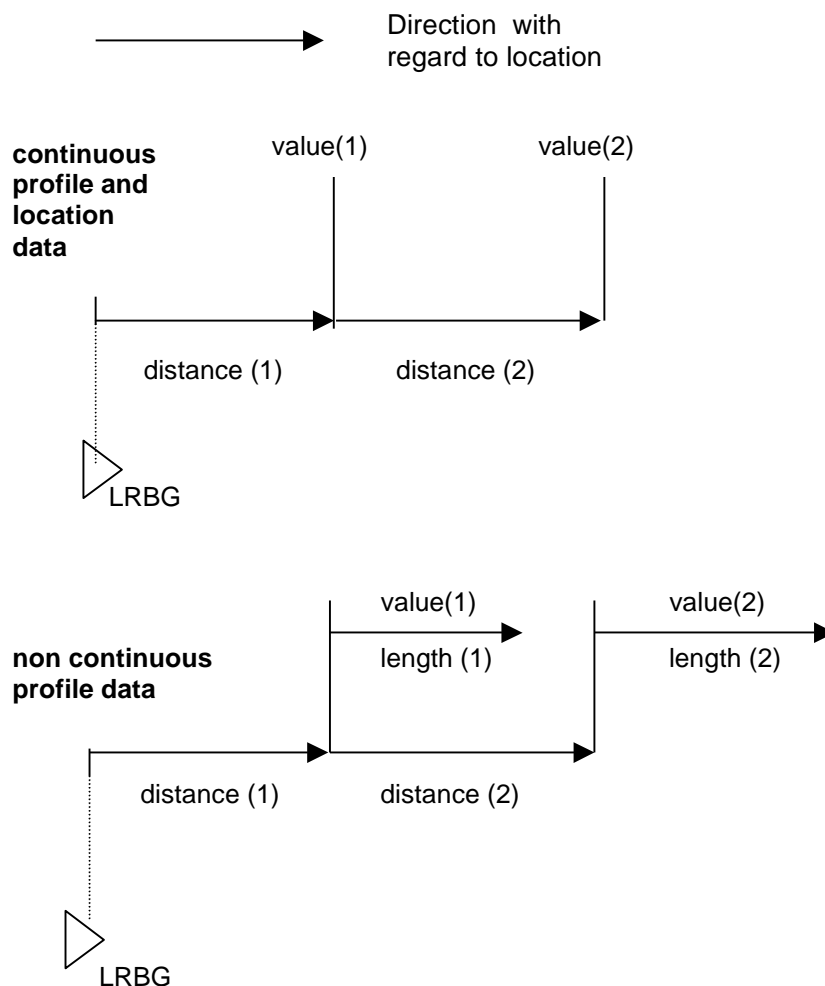 Direction with
regard to location
continuous
profile and
location
data
value(1)
value(2)
distance (1)
distance (2)
LRBG
non continuous
profile data
value(1)
length (1)
value(2)
length (2)
distance (1)
distance (2)
LRBG